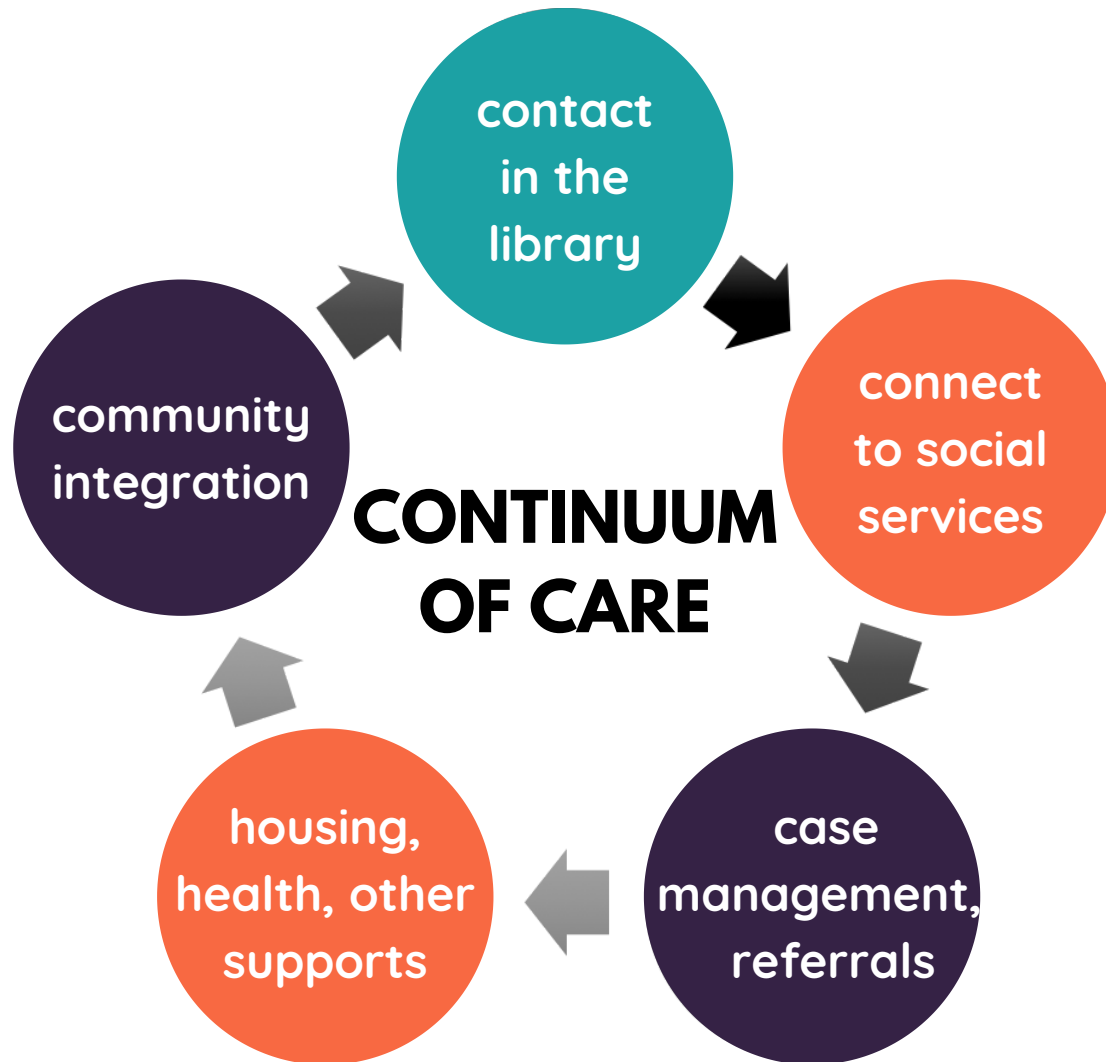 contact
in the
library
connect
to social
services
case
management,
referrals
housing,
health, other
supports
community
integration
CONTINUUM
OF CARE